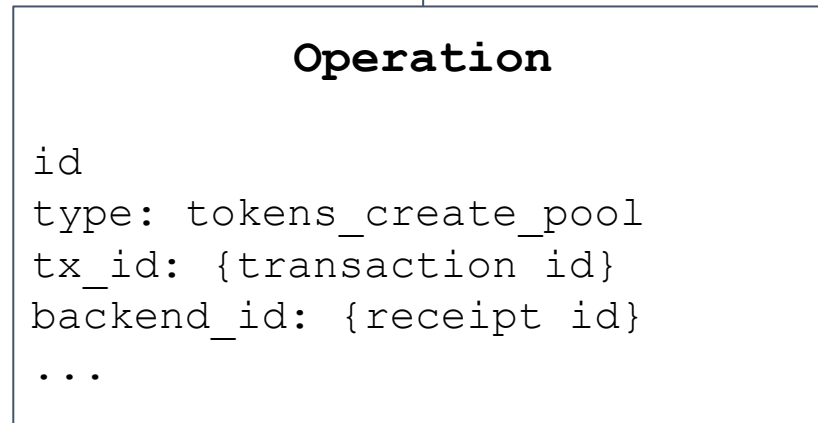 Operation
id
type: tokens_create_pool
tx_id: {transaction id}
backend_id: {receipt id}
...